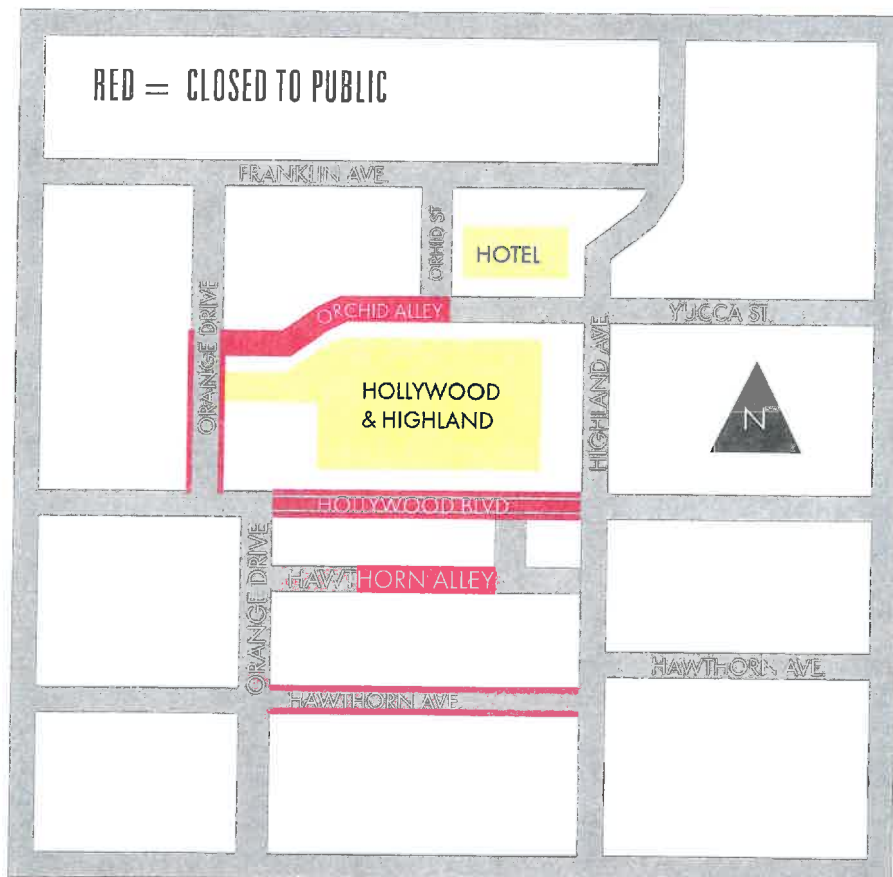 RED = CLOSED TO PUBLIC
FRANKLIN AVE
ORHID ST
HOTEL
ORCHID ALLEY
YUCCA ST.
ORANGE DRIVE
HOLLYWOOD
& HIGHLAND
HIGHLAND AVE
N
HOLLYWOOD BLVD
ORANGE DRIVE
HAWTHORN ALLEY
HAWTHORN AVE
HAWTHORN AVE